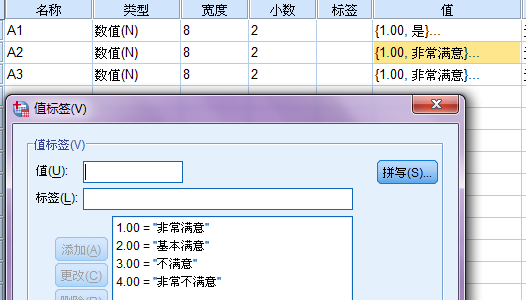 名称 类型 宽度 小数 标签 值
A1 数值(N) 8 2 {1.00, 是}...
A2 数值(N) 8 2 {1.00, 非常满意}...
A3 数值(N) 8 2 {1.00, 非常满意}...
值标签(V)
值标签(V)
值(U): 拼写(S)...
标签(L):
1.00 = "非常满意"
添加(A) 2.00 = "基本满意"
3.00 = "不满意"
更改(C) 4.00 = "非常不满意"